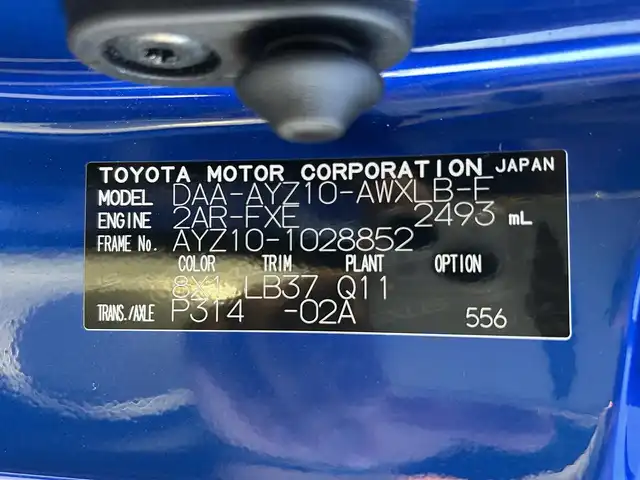 TOYOTA MOTOR CORPORATION JAPAN
MODEL DAA-AYZ10-AWXLB-E
ENGINE 2AR-FXE 2493 mL
FRAME No. AYZ10-1028852
COLOR TRIM PLANT OPTION
8X1 LB37 Q11
TRANS./AXLE P314 -02A 556